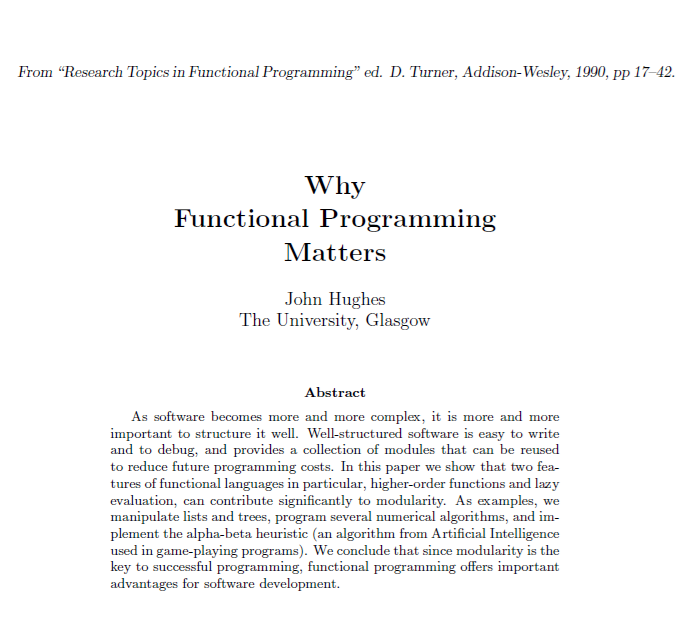 From “Research Topics in Functional Programming” ed. D. Turner, Addison-Wesley, 1990, pp 17–42.
Why
Functional Programming
Matters
John Hughes
The University, Glasgow
Abstract
As software becomes more and more complex, it is more and more
important to structure it well. Well-structured software is easy to write
and to debug, and provides a collection of modules that can be reused
to reduce future programming costs. In this paper we show that two fea-
tures of functional languages in particular, higher-order functions and lazy
evaluation, can contribute significantly to modularity. As examples, we
manipulate lists and trees, program several numerical algorithms, and im-
plement the alpha-beta heuristic (an algorithm from Artificial Intelligence
used in game-playing programs). We conclude that since modularity is the
key to successful programming, functional programming offers important
advantages for software development.